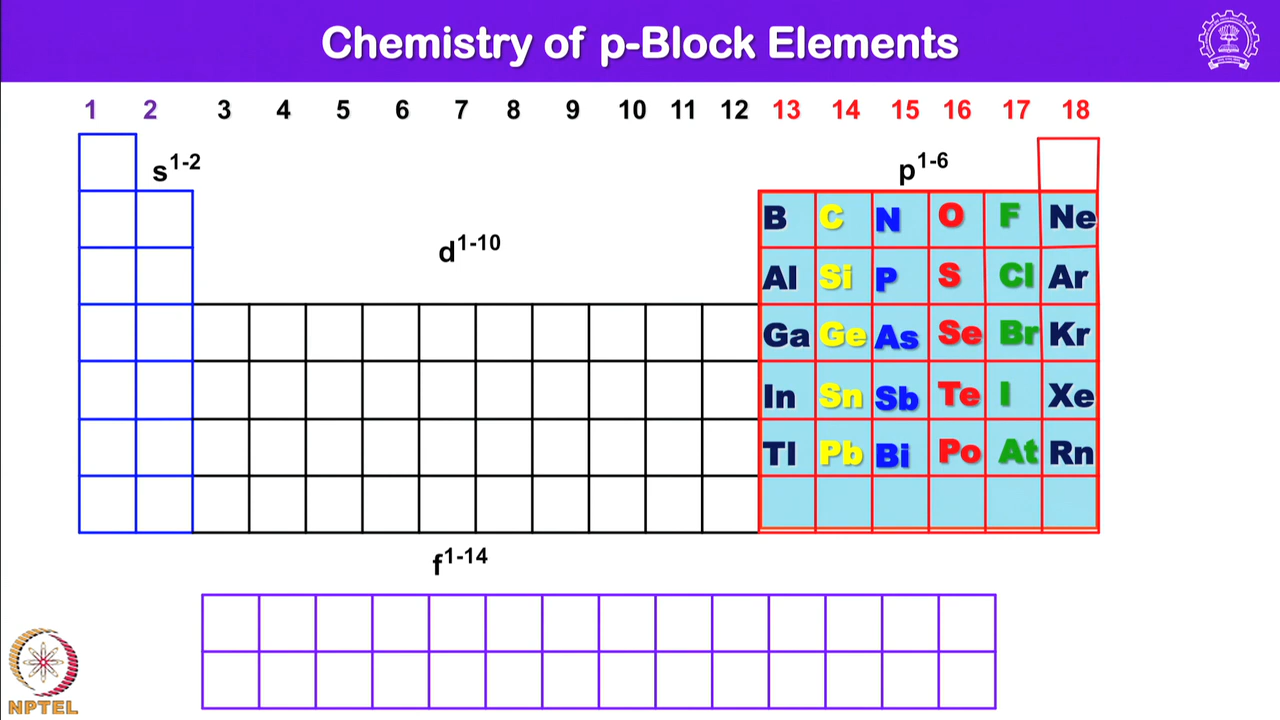 Chemistry of p-Block Elements
1 2 3 4 5 6 7 8 9 10 11 12 13 14 15 16 17 18
s1-2
p1-6
d1-10
B C N O F Ne
Al Si P S Cl Ar
Ga Ge As Se Br Kr
In Sn Sb Te I Xe
Tl Pb Bi Po At Rn
f1-14
NPTEL